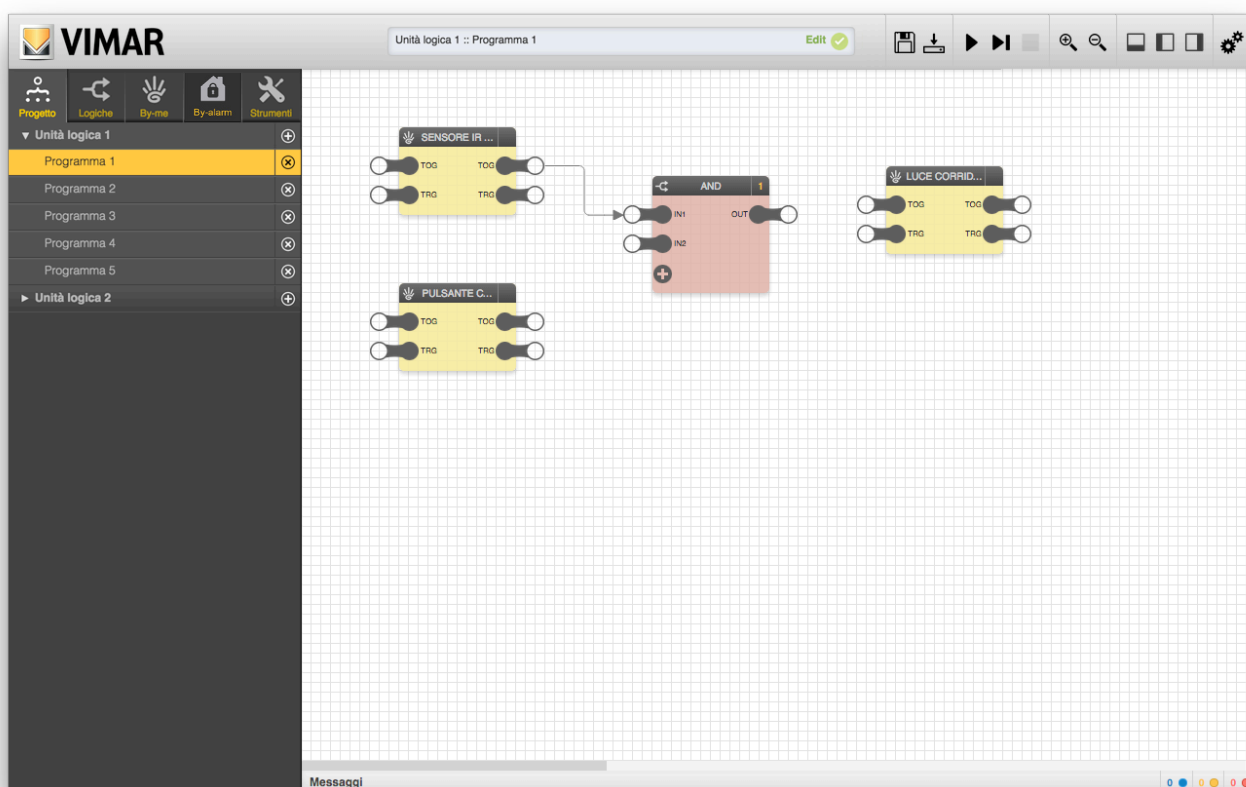 VIMAR
Unità logica 1 :: Programma 1
Edit
Progetto
Logiche
By-me
By-alarm
Strumenti
Unità logica 1
Programma 1
Programma 2
Programma 3
Programma 4
Programma 5
Unità logica 2
SENSORE IR ...
TOG TOG
TRG TRG
AND 1
IN1 OUT
IN2
LUCE CORRID...
TOG TOG
TRG TRG
PULSANTE C...
TOG TOG
TRG TRG
Messaggi
0 0 0